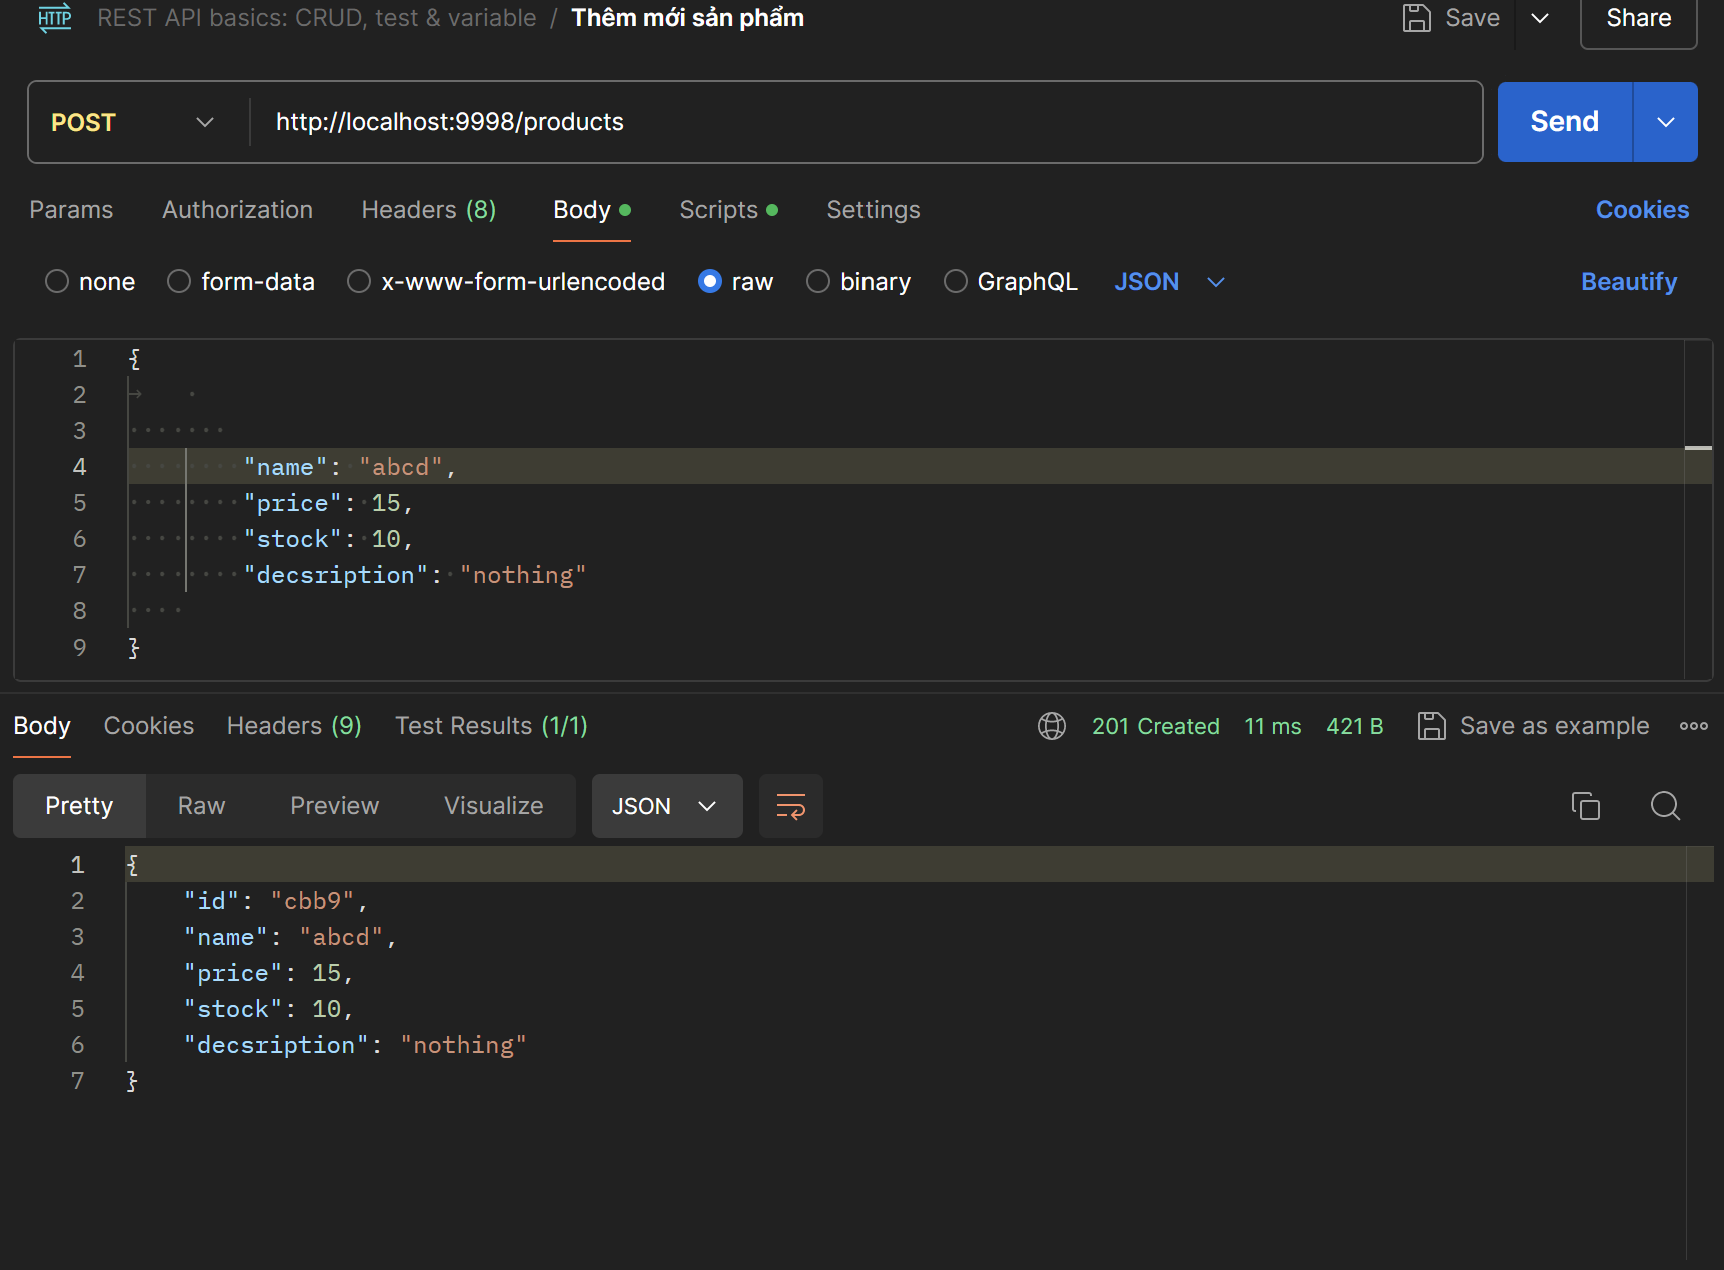 HTTP REST API basics: CRUD, test & variable / Thêm mới sản phẩm Save Share
POST http://localhost:9998/products Send
Params Authorization Headers (8) Body Scripts Settings Cookies
none form-data x-www-form-urlencoded raw binary GraphQL JSON Beautify
1 {
2
3
4 "name": "abcd",
5 "price": 15,
6 "stock": 10,
7 "decsription": "nothing"
8
9 }
Body Cookies Headers (9) Test Results (1/1) 201 Created 11 ms 421 B Save as example
Pretty Raw Preview Visualize JSON
1 {
2 "id": "cbb9",
3 "name": "abcd",
4 "price": 15,
5 "stock": 10,
6 "decsription": "nothing"
7 }